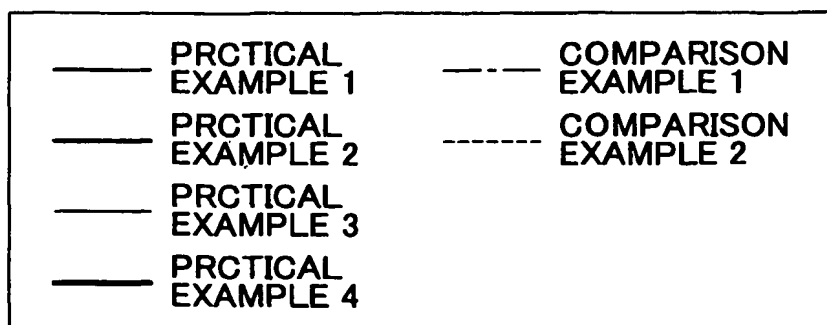 PRCTICAL
EXAMPLE 1
PRCTICAL
EXAMPLE 2
PRCTICAL
EXAMPLE 3
PRCTICAL
EXAMPLE 4
COMPARISON
EXAMPLE 1
COMPARISON
EXAMPLE 2